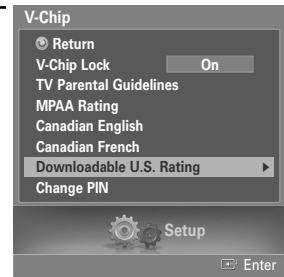 V-Chip
Return
V-Chip Lock On
TV Parental Guidelines
MPAA Rating
Canadian English
Canadian French
Downloadable U.S. Rating
Change PIN
Setup
Enter